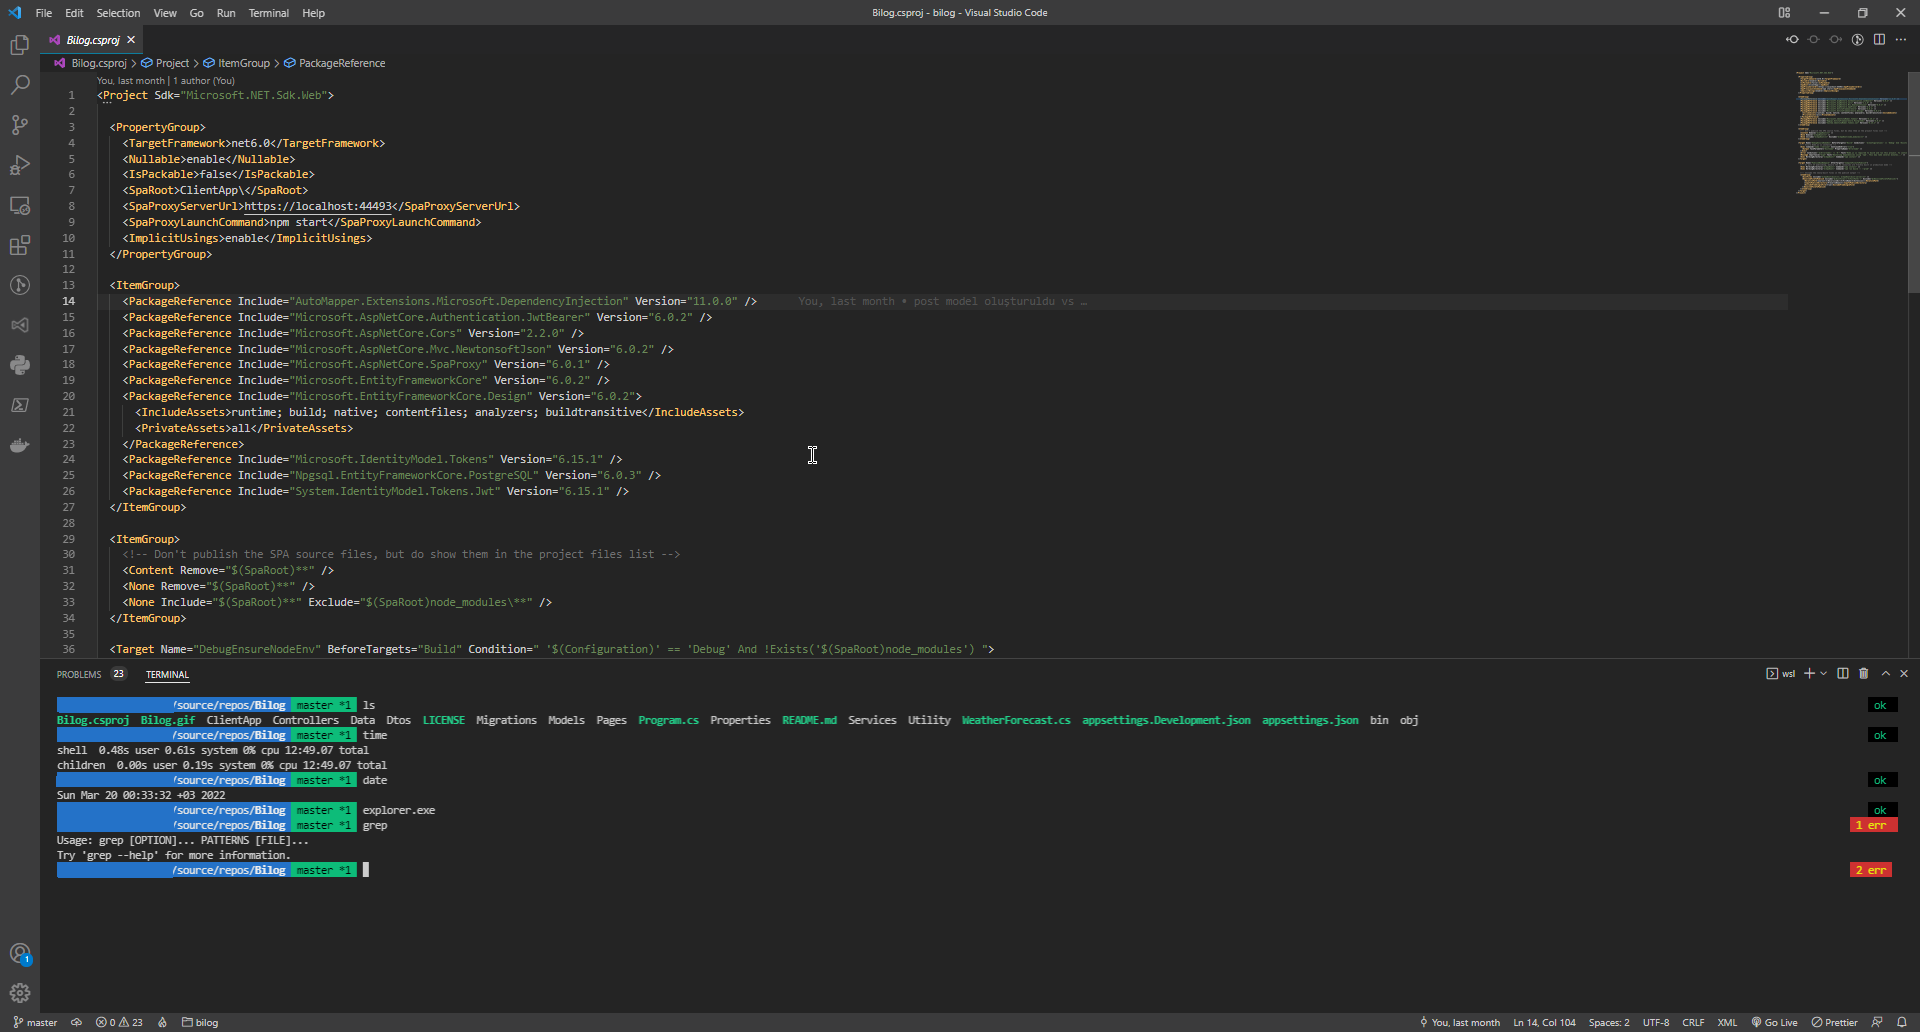 File Edit Selection View Go Run Terminal Help
Bilog.csproj - bilog - Visual Studio Code
Bilog.csproj
Bilog.csproj > Project > ItemGroup > PackageReference
You, last month | 1 author (You)
1 <Project Sdk="Microsoft.NET.Sdk.Web">
2
3 <PropertyGroup>
4 <TargetFramework>net6.0</TargetFramework>
5 <Nullable>enable</Nullable>
6 <IsPackable>false</IsPackable>
7 <SpaRoot>ClientApp\</SpaRoot>
8 <SpaProxyServerUrl>https://localhost:44493</SpaProxyServerUrl>
9 <SpaProxyLaunchCommand>npm start</SpaProxyLaunchCommand>
10 <ImplicitUsings>enable</ImplicitUsings>
11 </PropertyGroup>
12
13 <ItemGroup>
14 <PackageReference Include="AutoMapper.Extensions.Microsoft.DependencyInjection" Version="11.0.0" /> You, last month • post model oluşturuldu vs …
15 <PackageReference Include="Microsoft.AspNetCore.Authentication.JwtBearer" Version="6.0.2" />
16 <PackageReference Include="Microsoft.AspNetCore.Cors" Version="2.2.0" />
17 <PackageReference Include="Microsoft.AspNetCore.Mvc.NewtonsoftJson" Version="6.0.2" />
18 <PackageReference Include="Microsoft.AspNetCore.SpaProxy" Version="6.0.1" />
19 <PackageReference Include="Microsoft.EntityFrameworkCore" Version="6.0.2" />
20 <PackageReference Include="Microsoft.EntityFrameworkCore.Design" Version="6.0.2">
21 <IncludeAssets>runtime; build; native; contentfiles; analyzers; buildtransitive</IncludeAssets>
22 <PrivateAssets>all</PrivateAssets>
23 </PackageReference>
24 <PackageReference Include="Microsoft.IdentityModel.Tokens" Version="6.15.1" />
25 <PackageReference Include="Npgsql.EntityFrameworkCore.PostgreSQL" Version="6.0.3" />
26 <PackageReference Include="System.IdentityModel.Tokens.Jwt" Version="6.15.1" />
27 </ItemGroup>
28
29 <ItemGroup>
30 <!-- Don't publish the SPA source files, but do show them in the project files list -->
31 <Content Remove="$(SpaRoot)**" />
32 <None Remove="$(SpaRoot)**" />
33 <None Include="$(SpaRoot)**" Exclude="$(SpaRoot)node_modules\**" />
34 </ItemGroup>
35
36 <Target Name="DebugEnsureNodeEnv" BeforeTargets="Build" Condition=" '$(Configuration)' == 'Debug' And !Exists('$(SpaRoot)node_modules') ">
PROBLEMS 23 TERMINAL wsl
/source/repos/Bilog master *1 ls ok
Bilog.csproj Bilog.gif ClientApp Controllers Data Dtos LICENSE Migrations Models Pages Program.cs Properties README.md Services Utility WeatherForecast.cs appsettings.Development.json appsettings.json bin obj
/source/repos/Bilog master *1 time ok
shell 0.48s user 0.61s system 0% cpu 12:49.07 total
children 0.00s user 0.19s system 0% cpu 12:49.07 total
/source/repos/Bilog master *1 date ok
Sun Mar 20 00:33:32 +03 2022
/source/repos/Bilog master *1 explorer.exe ok
/source/repos/Bilog master *1 grep 1 err
Usage: grep [OPTION]... PATTERNS [FILE]...
Try 'grep --help' for more information.
/source/repos/Bilog master *1 2 err
1
master 0 23 bilog You, last month Ln 14, Col 104 Spaces: 2 UTF-8 CRLF XML Go Live Prettier